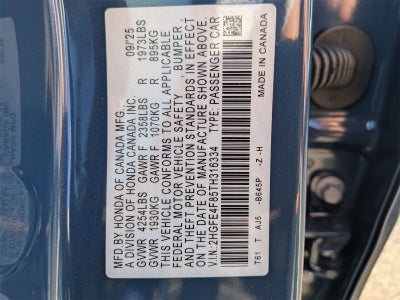 MFD BY HONDA OF CANADA MFG. 09/25
A DIVISION OF HONDA CANADA INC.
GVWR 4254LBS GAWR F 2358LBS R 1973LBS
GVWR 1930KG GAWR F 1070KG R 895KG
THIS VEHICLE CONFORMS TO ALL APPLICABLE
FEDERAL MOTOR VEHICLE SAFETY, BUMPER,
AND THEFT PREVENTION STANDARDS IN EFFECT
ON THE DATE OF MANUFACTURE SHOWN ABOVE.
V.I.N:2HGFE4F85TH316334 TYPE:PASSENGER CAR
T61 T AJ5 -B645P -Z -H
MADE IN CANADA